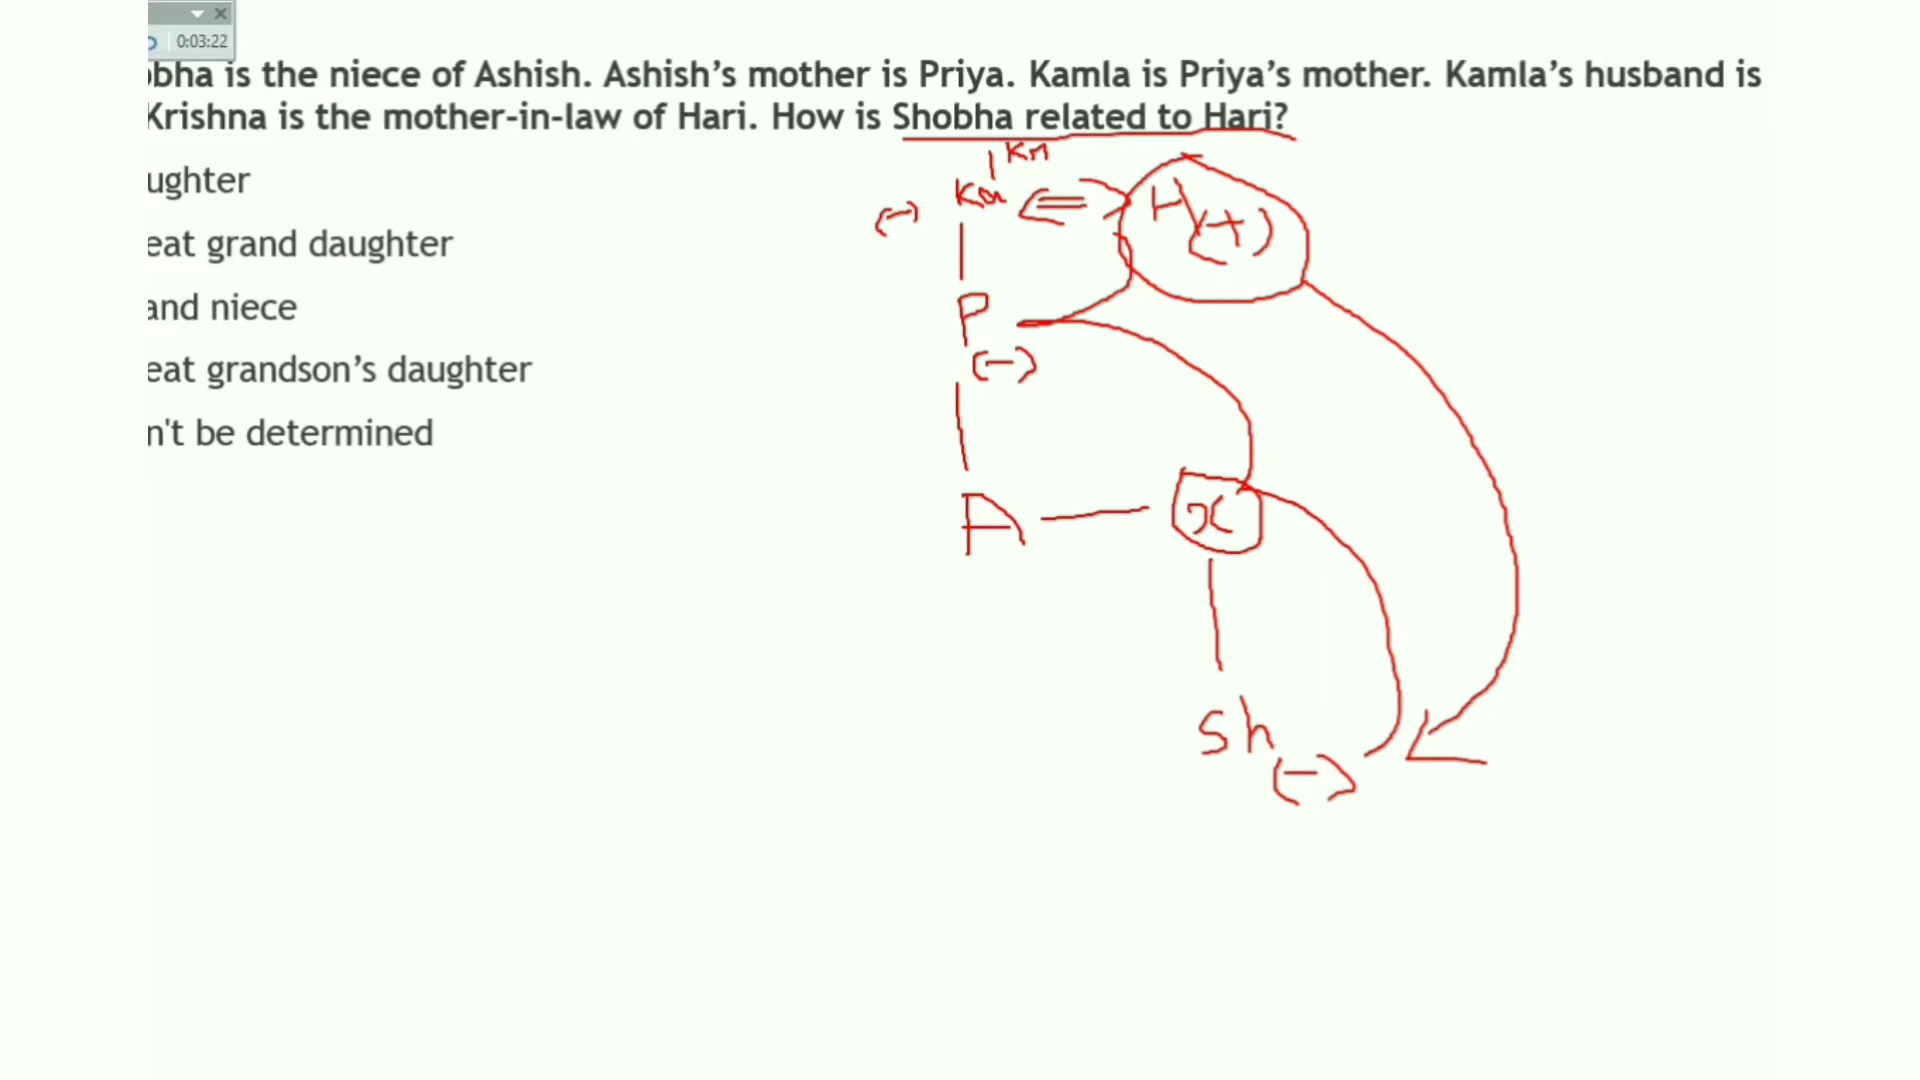 0:03:22
bha is the niece of Ashish. Ashish’s mother is Priya. Kamla is Priya’s mother. Kamla’s husband is
Krishna is the mother-in-law of Hari. How is Shobha related to Hari?
ughter
eat grand daughter
and niece
eat grandson’s daughter
n't be determined
(-)
H
(+)
P
(-)
A
x
Sh
(-)